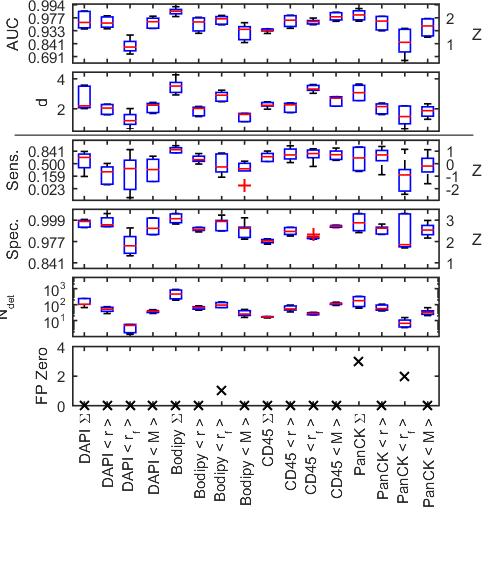 0.994
0.977
0.933
0.841
0.691
AUC
2
1
Z
4
2
d
0.841
0.500
0.159
0.023
Sens.
1
0
-1
-2
Z
0.999
0.977
0.841
Spec.
3
2
1
Z
10³
10²
10¹
N_del
4
2
0
FP Zero
DAPI Σ
DAPI < r >
DAPI < r_f >
DAPI < M >
Bodipy Σ
Bodipy < r >
Bodipy < r_f >
Bodipy < M >
CD45 Σ
CD45 < r >
CD45 < r_f >
CD45 < M >
PanCK Σ
PanCK < r >
PanCK < r_f >
PanCK < M >